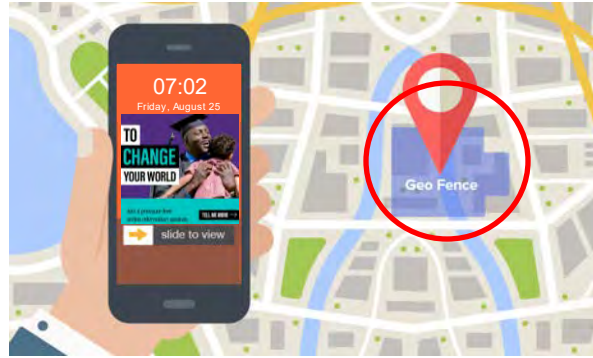 07:02
Friday, August 25
TO
CHANGE
YOUR WORLD
TELL ME MORE →
slide to view
Geo Fence